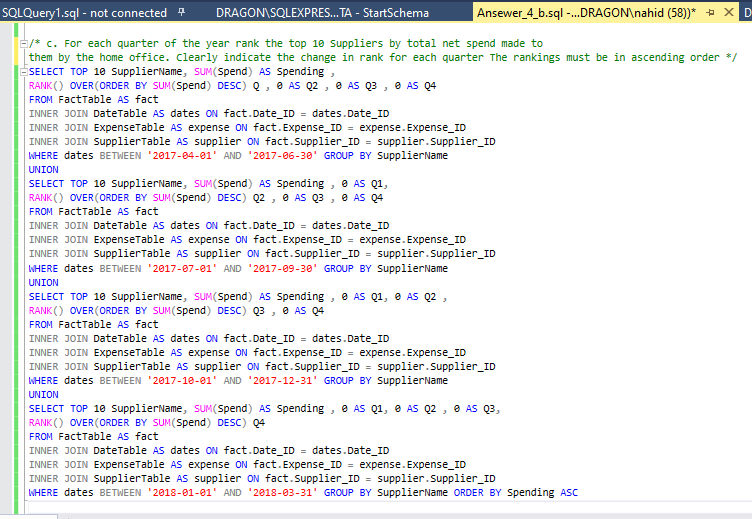 SQLQuery1.sql - not connected DRAGON\SQLEXPRES...TA - StartSchema Ansewer_4_b.sql -...DRAGON\nahid (58))* D
/* c. For each quarter of the year rank the top 10 Suppliers by total net spend made to
them by the home office. Clearly indicate the change in rank for each quarter The rankings must be in ascending order */
SELECT TOP 10 SupplierName, SUM(Spend) AS Spending ,
RANK() OVER(ORDER BY SUM(Spend) DESC) Q , 0 AS Q2 , 0 AS Q3 , 0 AS Q4
FROM FactTable AS fact
INNER JOIN DateTable AS dates ON fact.Date_ID = dates.Date_ID
INNER JOIN ExpenseTable AS expense ON fact.Expense_ID = expense.Expense_ID
INNER JOIN SupplierTable AS supplier ON fact.Supplier_ID = supplier.Supplier_ID
WHERE dates BETWEEN '2017-04-01' AND '2017-06-30' GROUP BY SupplierName
UNION
SELECT TOP 10 SupplierName, SUM(Spend) AS Spending , 0 AS Q1,
RANK() OVER(ORDER BY SUM(Spend) DESC) Q2 , 0 AS Q3 , 0 AS Q4
FROM FactTable AS fact
INNER JOIN DateTable AS dates ON fact.Date_ID = dates.Date_ID
INNER JOIN ExpenseTable AS expense ON fact.Expense_ID = expense.Expense_ID
INNER JOIN SupplierTable AS supplier ON fact.Supplier_ID = supplier.Supplier_ID
WHERE dates BETWEEN '2017-07-01' AND '2017-09-30' GROUP BY SupplierName
UNION
SELECT TOP 10 SupplierName, SUM(Spend) AS Spending , 0 AS Q1, 0 AS Q2 ,
RANK() OVER(ORDER BY SUM(Spend) DESC) Q3 , 0 AS Q4
FROM FactTable AS fact
INNER JOIN DateTable AS dates ON fact.Date_ID = dates.Date_ID
INNER JOIN ExpenseTable AS expense ON fact.Expense_ID = expense.Expense_ID
INNER JOIN SupplierTable AS supplier ON fact.Supplier_ID = supplier.Supplier_ID
WHERE dates BETWEEN '2017-10-01' AND '2017-12-31' GROUP BY SupplierName
UNION
SELECT TOP 10 SupplierName, SUM(Spend) AS Spending , 0 AS Q1, 0 AS Q2 , 0 AS Q3,
RANK() OVER(ORDER BY SUM(Spend) DESC) Q4
FROM FactTable AS fact
INNER JOIN DateTable AS dates ON fact.Date_ID = dates.Date_ID
INNER JOIN ExpenseTable AS expense ON fact.Expense_ID = expense.Expense_ID
INNER JOIN SupplierTable AS supplier ON fact.Supplier_ID = supplier.Supplier_ID
WHERE dates BETWEEN '2018-01-01' AND '2018-03-31' GROUP BY SupplierName ORDER BY Spending ASC